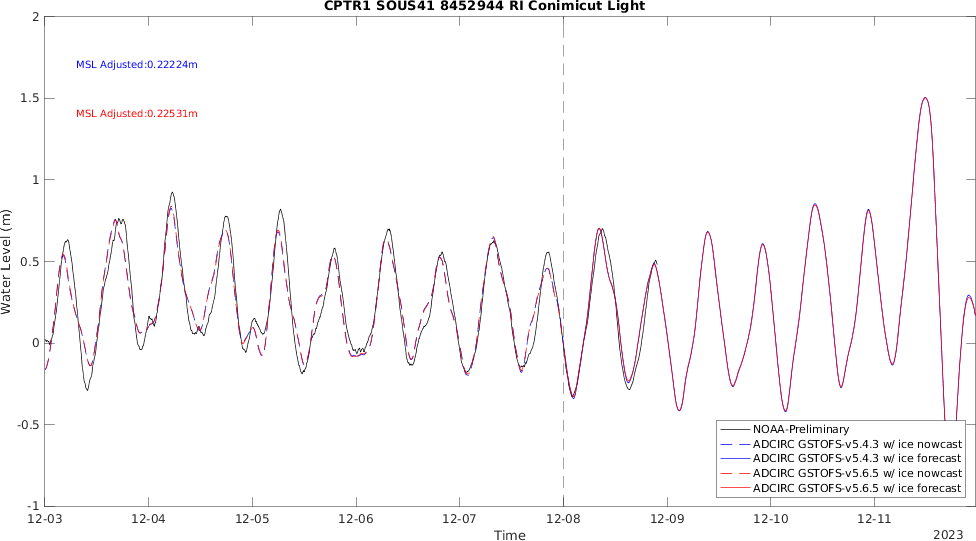 CPTR1 SOUS41 8452944 RI Conimicut Light
2
1.5
1
0.5
0
-0.5
-1
Water Level (m)
MSL Adjusted:0.22224m
MSL Adjusted:0.22531m
NOAA-Preliminary
ADCIRC GSTOFS-v5.4.3 w/ ice nowcast
ADCIRC GSTOFS-v5.4.3 w/ ice forecast
ADCIRC GSTOFS-v5.6.5 w/ ice nowcast
ADCIRC GSTOFS-v5.6.5 w/ ice forecast
12-03 12-04 12-05 12-06 12-07 12-08 12-09 12-10 12-11
Time
2023